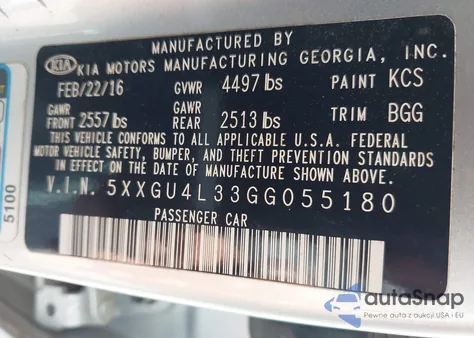 MANUFACTURED BY
KIA KIA MOTORS MANUFACTURING GEORGIA, INC.
FEB/22/16 GVWR 4497 lbs PAINT KCS
GAWR FRONT 2557 lbs GAWR REAR 2513 lbs TRIM BGG
THIS VEHICLE CONFORMS TO ALL APPLICABLE U.S.A. FEDERAL
MOTOR VEHICLE SAFETY, BUMPER, AND THEFT PREVENTION STANDARDS
IN EFFECT ON THE DATE OF MANUFACTURE SHOWN ABOVE.
V.I.N. 5XXGU4L33GG055180
PASSENGER CAR
5100
autoSnap
Pewne auta z aukcji USA i EU